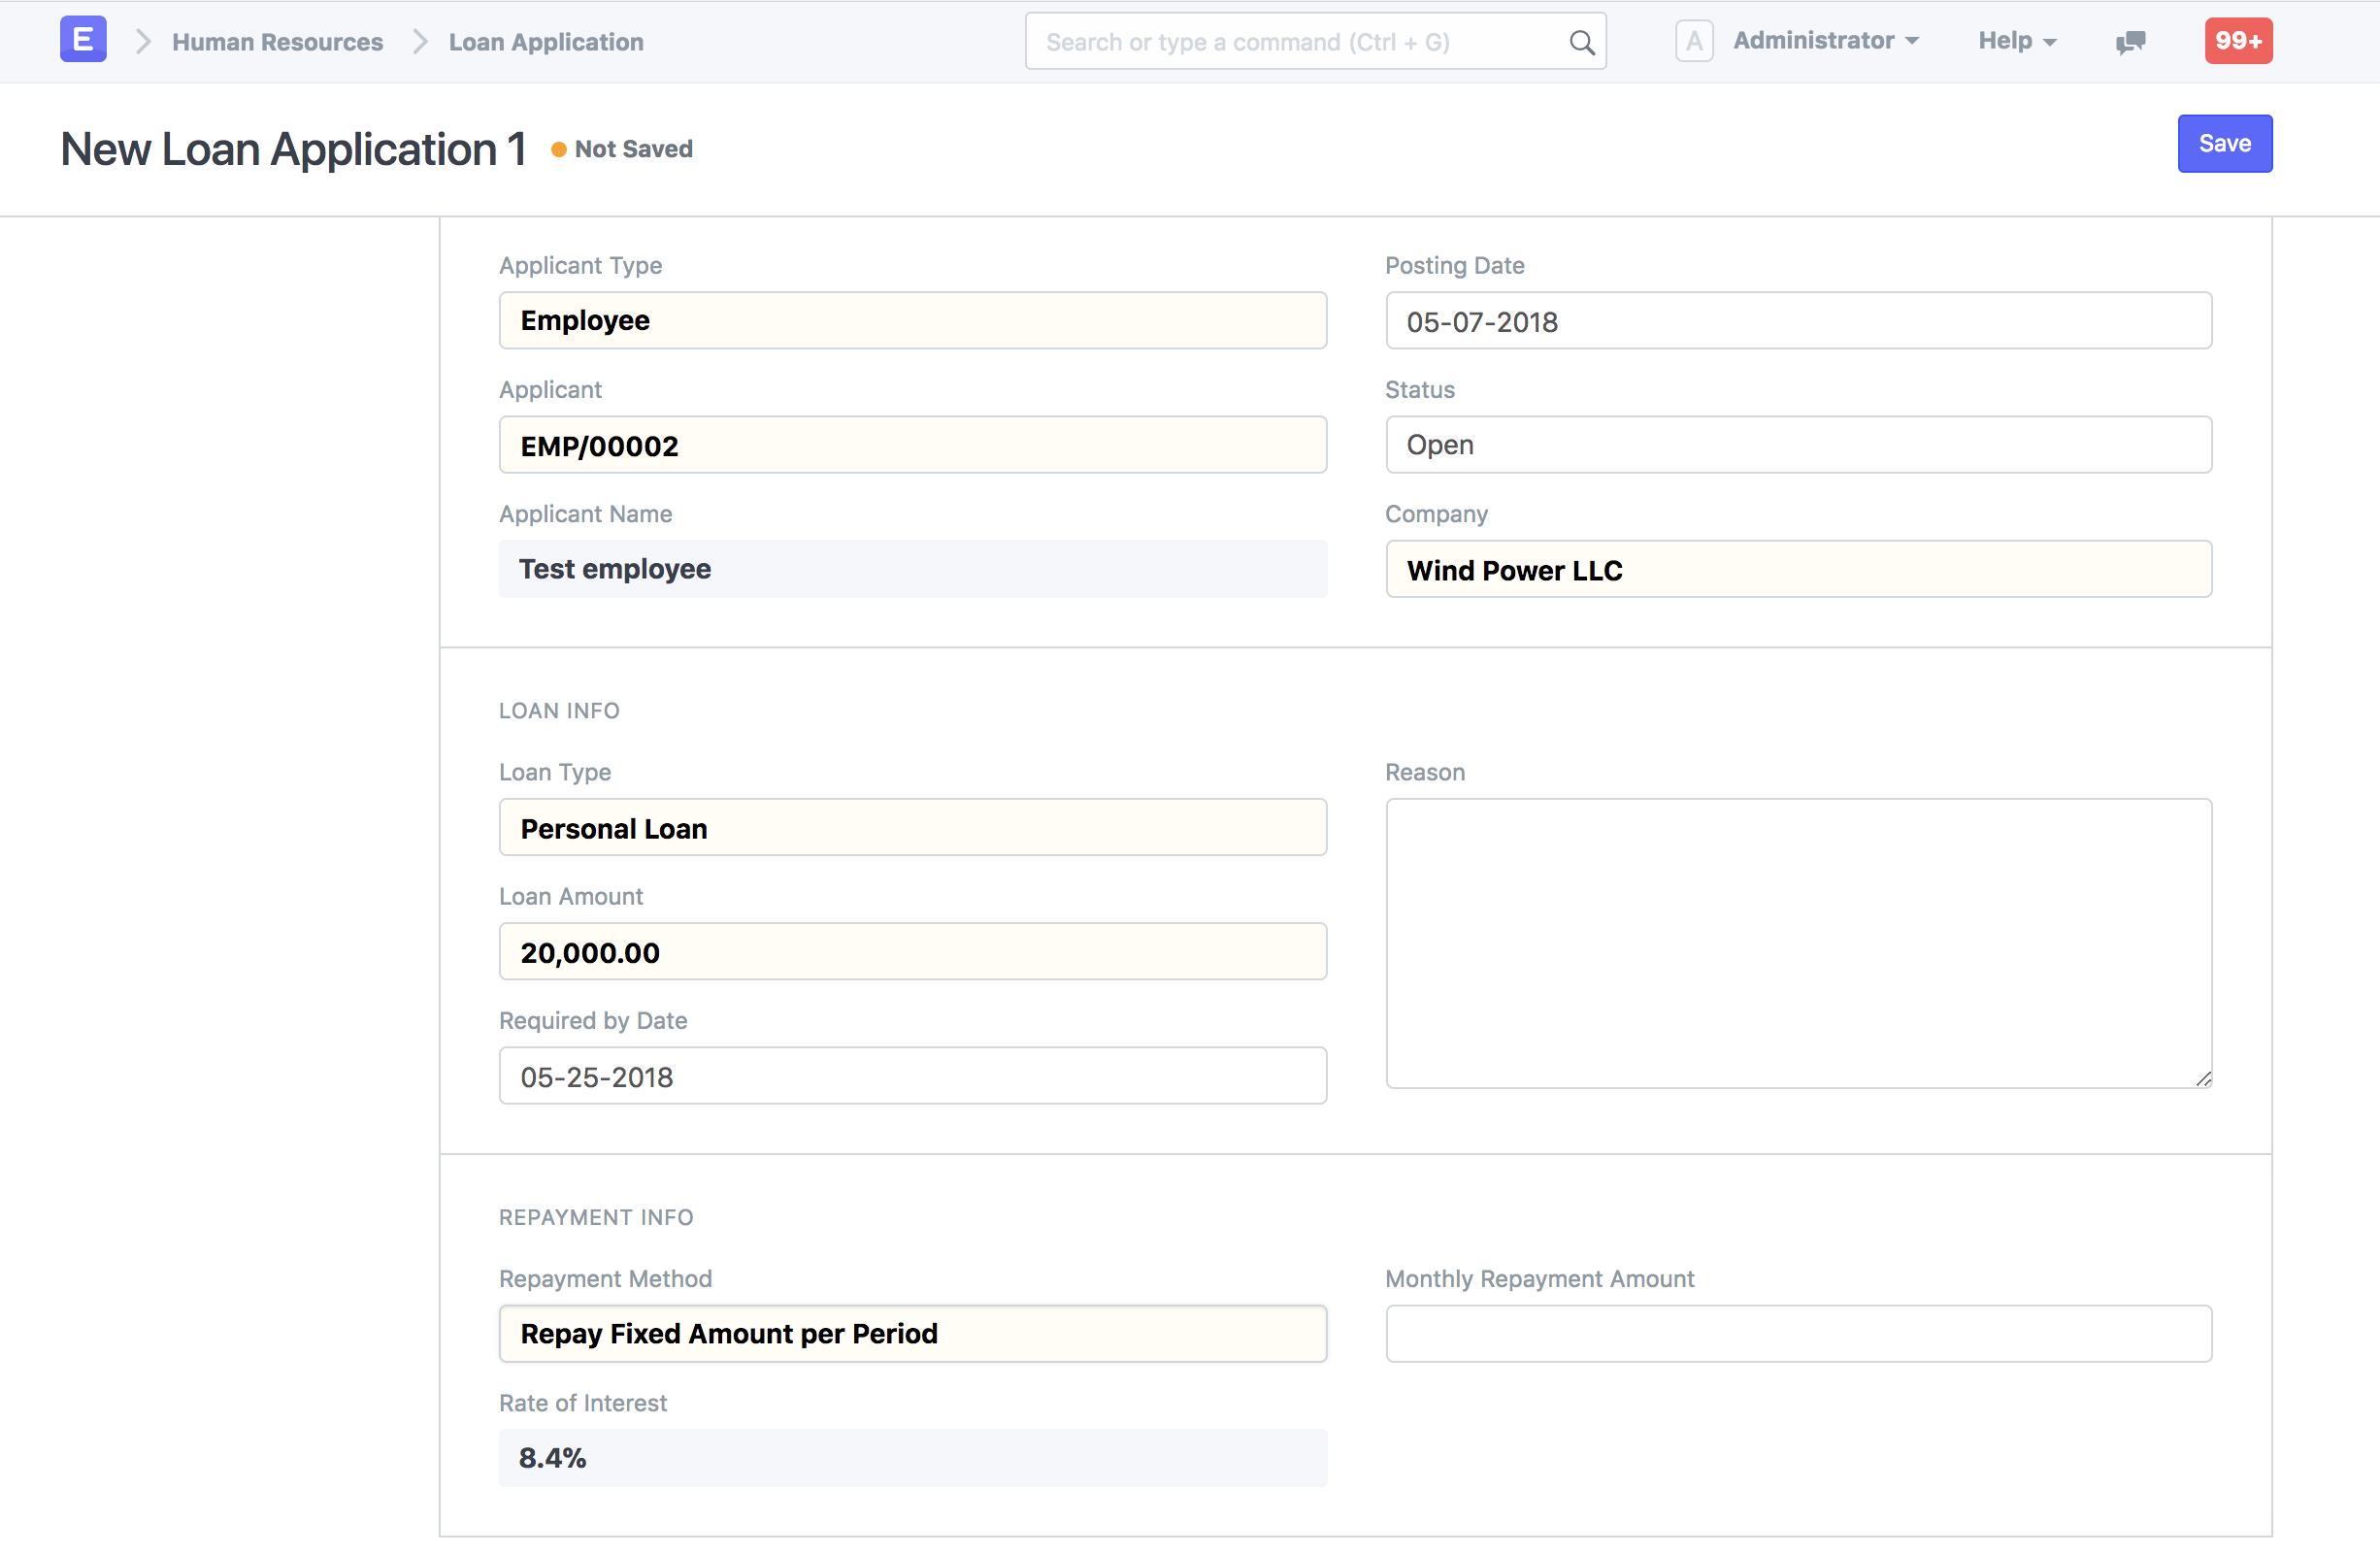 E
Human Resources
Loan Application
Search or type a command (Ctrl + G)
A
Administrator
Help
99+
New Loan Application 1
Not Saved
Save
Applicant Type
Employee
Applicant
EMP/00002
Applicant Name
Test employee
Posting Date
05-07-2018
Status
Open
Company
Wind Power LLC
LOAN INFO
Loan Type
Personal Loan
Loan Amount
20,000.00
Required by Date
05-25-2018
Reason
REPAYMENT INFO
Repayment Method
Repay Fixed Amount per Period
Rate of Interest
8.4%
Monthly Repayment Amount